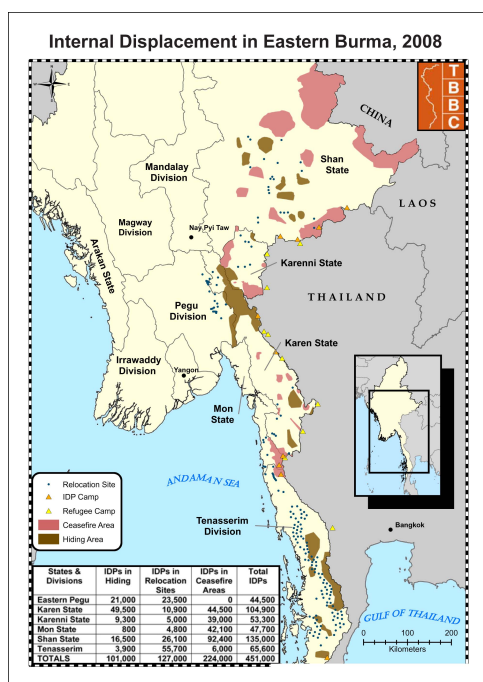 Internal Displacement in Eastern Burma, 2008
T
B
B
C
CHINA
Shan
State
Mandalay
Division
LAOS
Magway
Division
Nay Pyi Taw
Arakan State
Karenni State
THAILAND
Pegu
Division
Karen State
Irrawaddy
Division
Yangon
Mon
State
ANDAMAN SEA
Relocation Site
IDP Camp
Refugee Camp
Ceasefire Area
Hiding Area
Tenasserim
Division
Bangkok
GULF OF THAILAND
0 50 100 200
Kilometers
States & Divisions | IDPs in Hiding | IDPs in Relocation Sites | IDPs in Ceasefire Areas | Total IDPs
Eastern Pegu 21,000 23,500 0 44,500
Karen State 49,500 10,900 44,500 104,900
Karenni State 9,300 5,000 39,000 53,300
Mon State 800 4,800 42,100 47,700
Shan State 16,500 26,100 92,400 135,000
Tenasserim 3,900 55,700 6,000 65,600
TOTALS 101,000 127,000 224,000 451,000